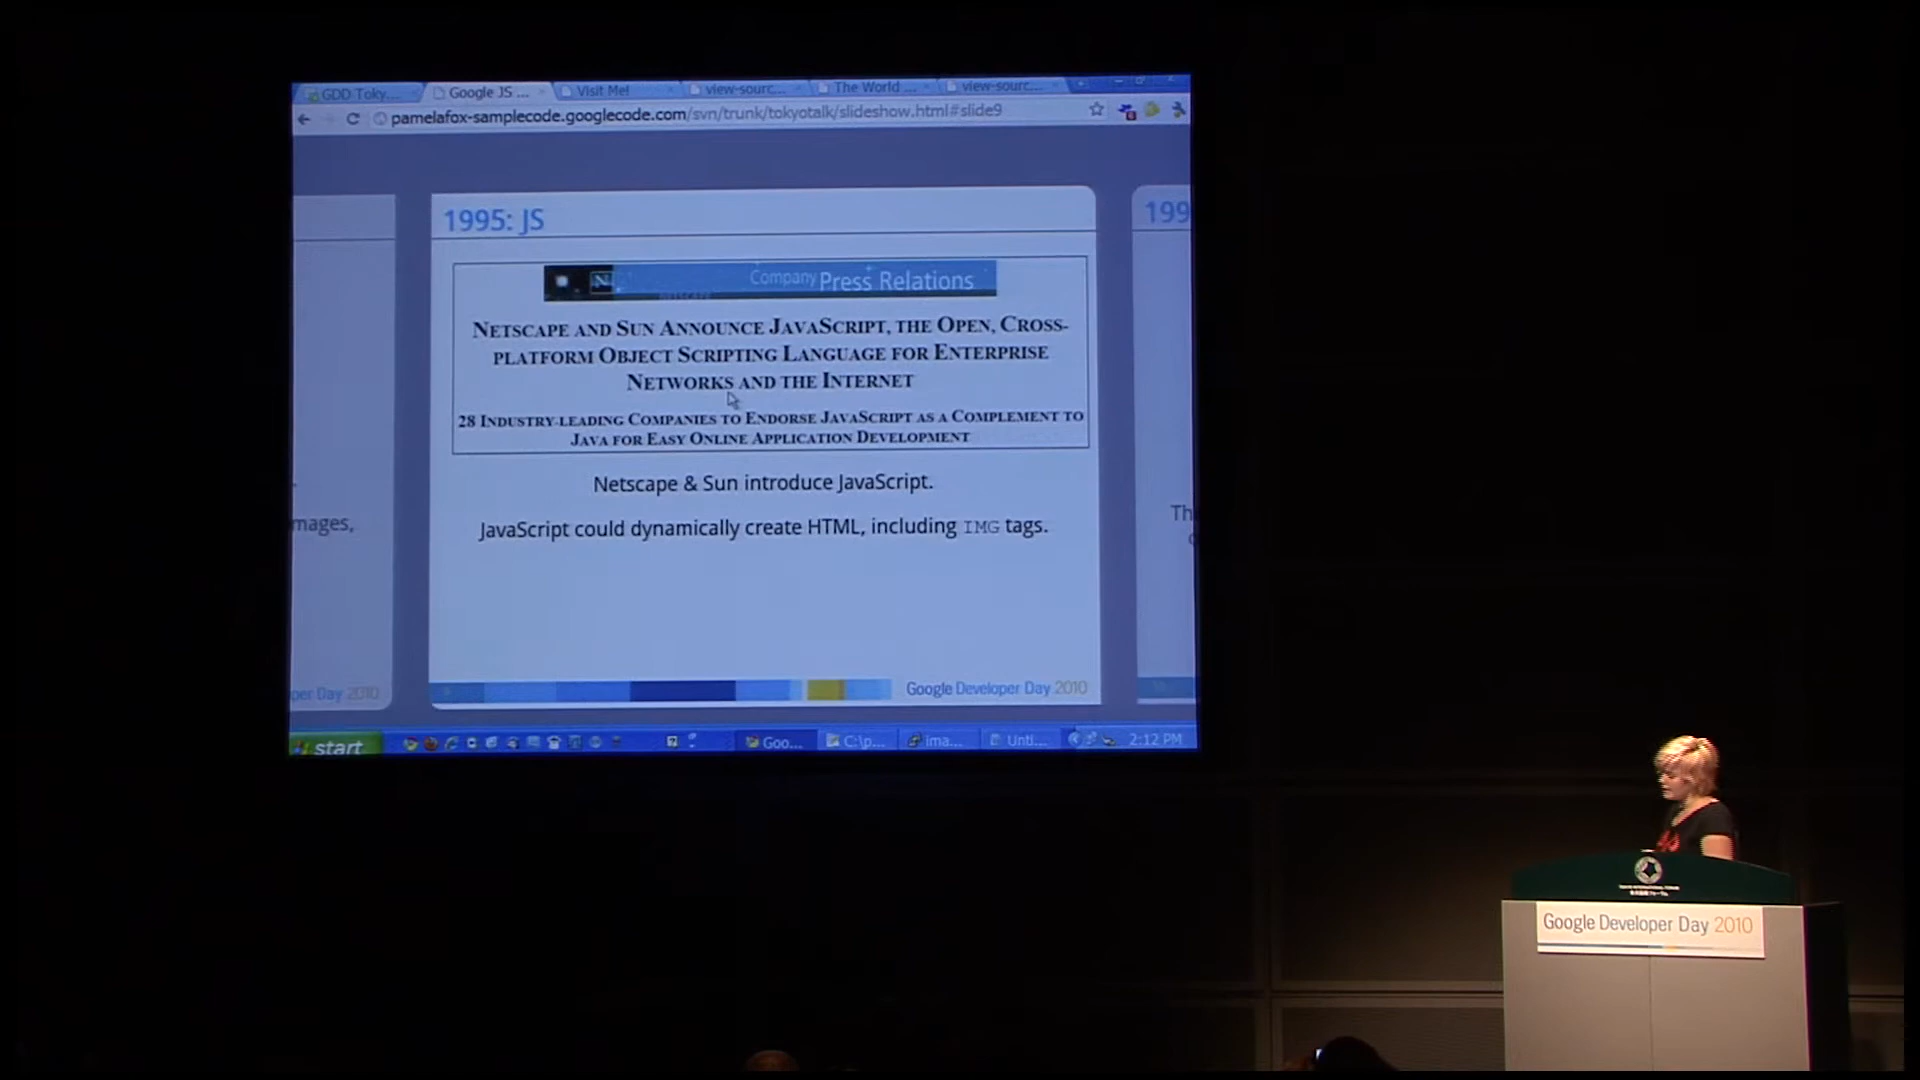 GDD Toky...
Google JS ...
Visit Me!
view-sourc...
The World ...
view-sourc...
pamelafox-samplecode.googlecode.com/svn/trunk/tokyotalk/slideshow.html#slide9
1995: JS
199
N
Company Press Relations
NETSCAPE AND SUN ANNOUNCE JAVASCRIPT, THE OPEN, CROSS-
PLATFORM OBJECT SCRIPTING LANGUAGE FOR ENTERPRISE
NETWORKS AND THE INTERNET
28 INDUSTRY-LEADING COMPANIES TO ENDORSE JAVASCRIPT AS A COMPLEMENT TO
JAVA FOR EASY ONLINE APPLICATION DEVELOPMENT
Netscape & Sun introduce JavaScript.
JavaScript could dynamically create HTML, including IMG tags.
mages,
Th
per Day 2010
Google Developer Day 2010
start
Goo...
C:\p...
ima...
Unti...
2:12 PM
TOKYO INTERNATIONAL FORUM
Google Developer Day 2010